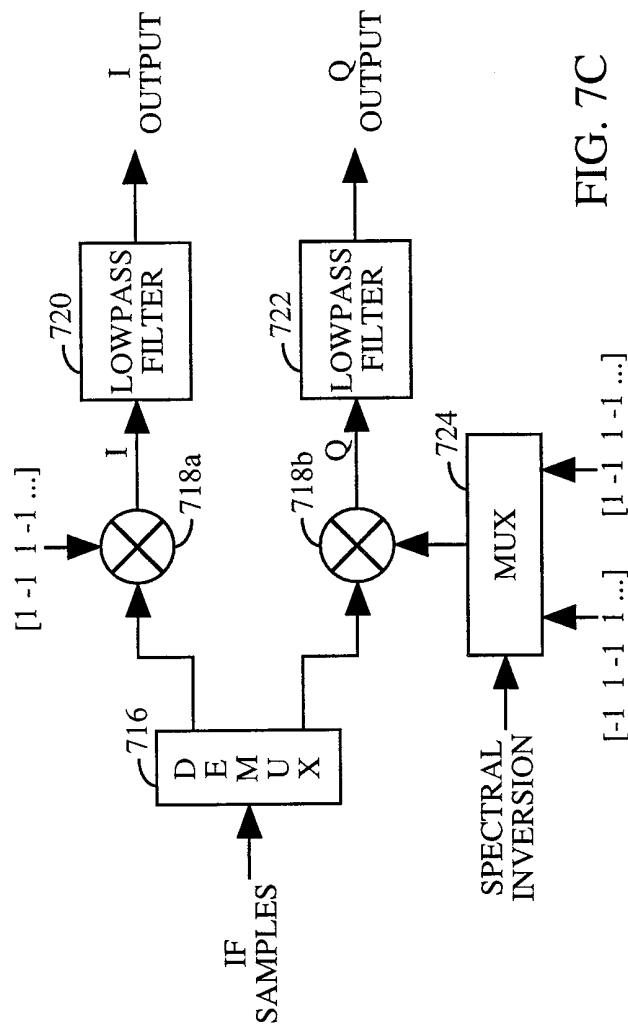 [1 -1 1 -1 ...]
716
D
E
M
U
X
IF
SAMPLES
718a
I
720
LOWPASS
FILTER
I
OUTPUT
718b
Q
722
LOWPASS
FILTER
Q
OUTPUT
724
MUX
SPECTRAL
INVERSION
[-1 1 -1 1 ...]
[1 -1 1 -1 ...]
FIG. 7C